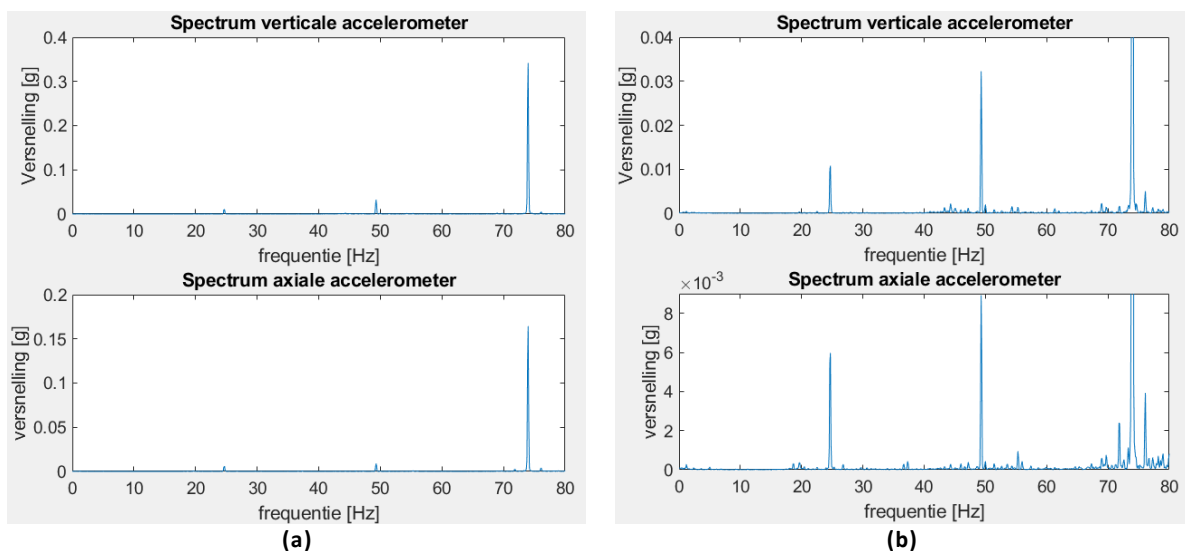 Spectrum verticale accelerometer
0.4
0.3
0.2
0.1
0
Versnelling [g]
0 10 20 30 40 50 60 70 80
frequentie [Hz]
Spectrum axiale accelerometer
0.2
0.15
0.1
0.05
0
versnelling [g]
0 10 20 30 40 50 60 70 80
frequentie [Hz]
(a)
Spectrum verticale accelerometer
0.04
0.03
0.02
0.01
0
Versnelling [g]
0 10 20 30 40 50 60 70 80
frequentie [Hz]
×10⁻³
Spectrum axiale accelerometer
8
6
4
2
0
versnelling [g]
0 10 20 30 40 50 60 70 80
frequentie [Hz]
(b)